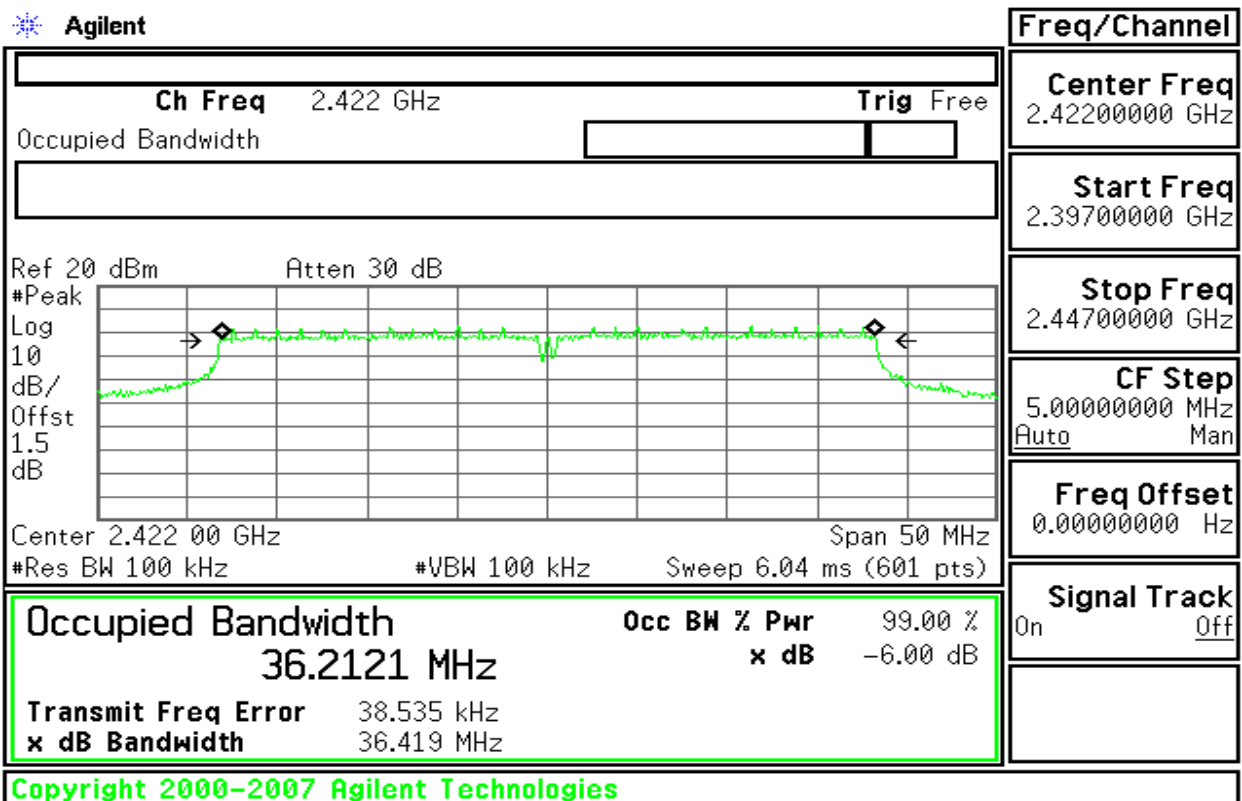 Agilent
Freq/Channel
Ch Freq 2.422 GHz Trig Free
Occupied Bandwidth
Center Freq
2.42200000 GHz
Start Freq
2.39700000 GHz
Stop Freq
2.44700000 GHz
CF Step
5.00000000 MHz
Auto Man
Freq Offset
0.00000000 Hz
Signal Track
On Off
Ref 20 dBm Atten 30 dB
#Peak
Log
10
dB/
Offst
1.5
dB
Center 2.422 00 GHz Span 50 MHz
#Res BW 100 kHz #VBW 100 kHz Sweep 6.04 ms (601 pts)
Occupied Bandwidth
36.2121 MHz
Occ BW % Pwr 99.00 %
x dB -6.00 dB
Transmit Freq Error 38.535 kHz
x dB Bandwidth 36.419 MHz
Copyright 2000-2007 Agilent Technologies